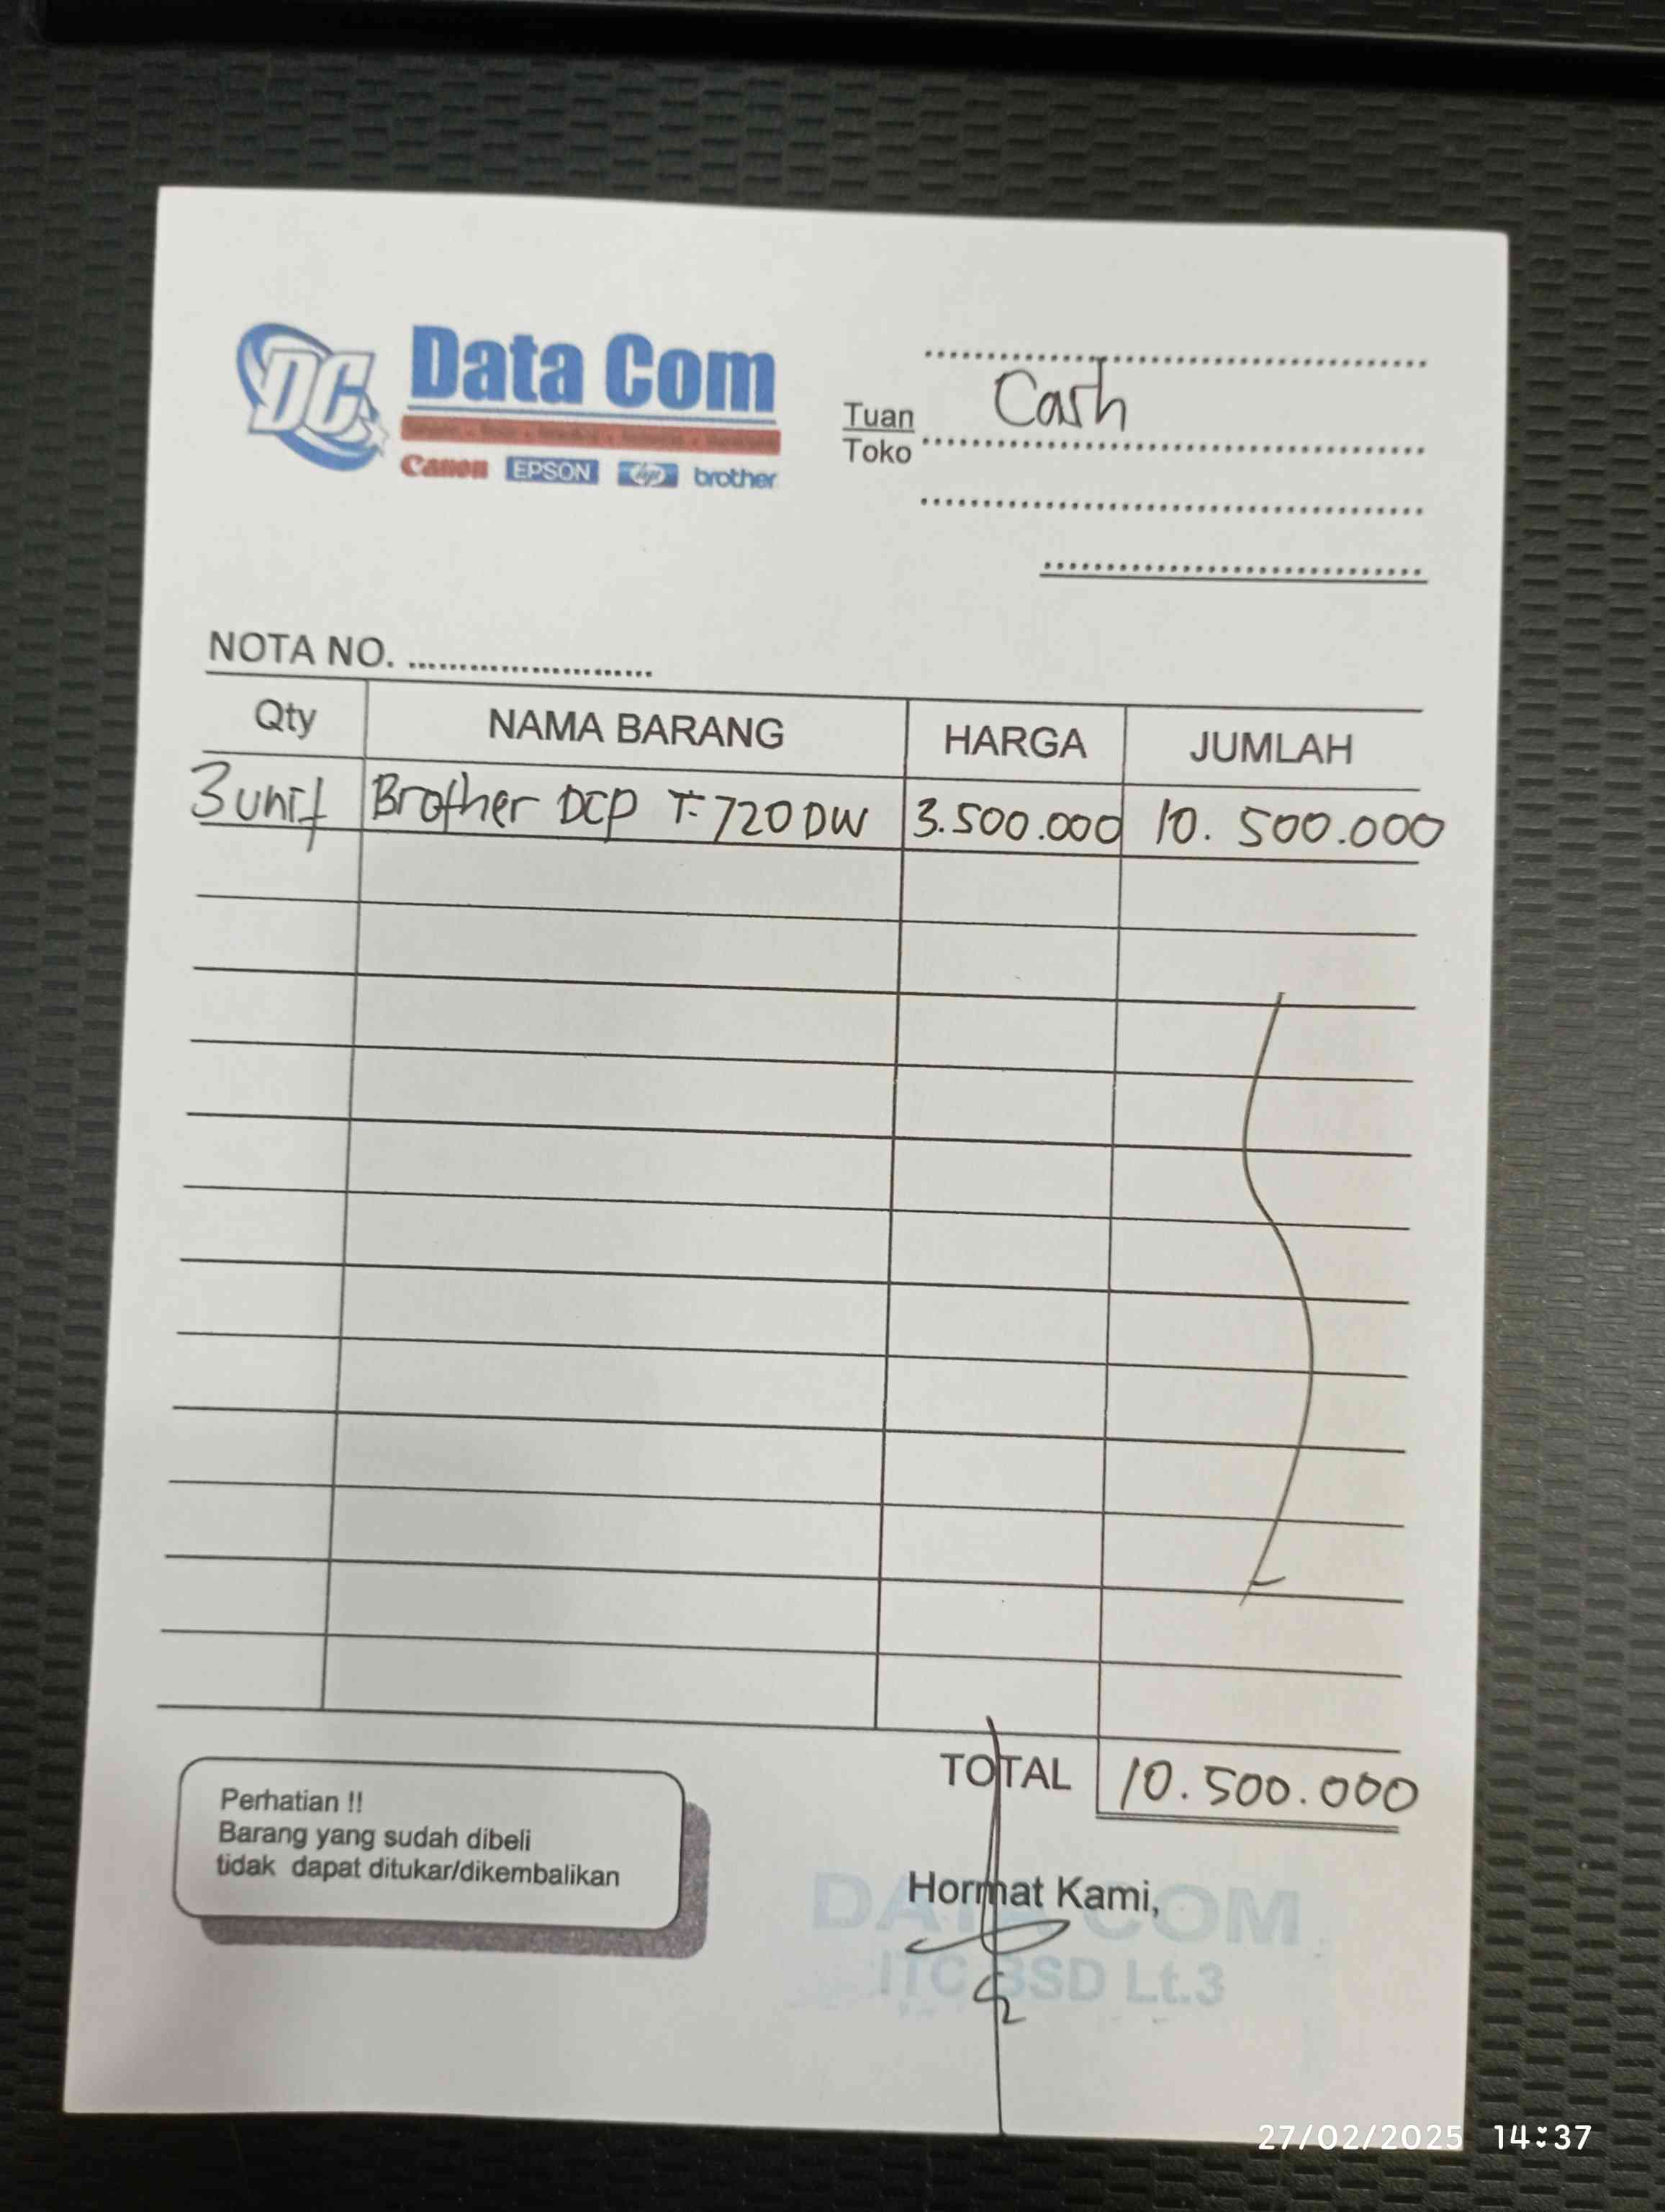 DC Data Com
Canon EPSON hp brother
Tuan Cash
Toko
NOTA NO. ........................
Qty NAMA BARANG HARGA JUMLAH
3 unit Brother DCP T-720DW 3.500.000 10.500.000
TOTAL 10.500.000
Perhatian !!
Barang yang sudah dibeli
tidak dapat ditukar/dikembalikan
Hormat Kami,
DATA COM
ITC BSD Lt.3
27/02/2025 14:37